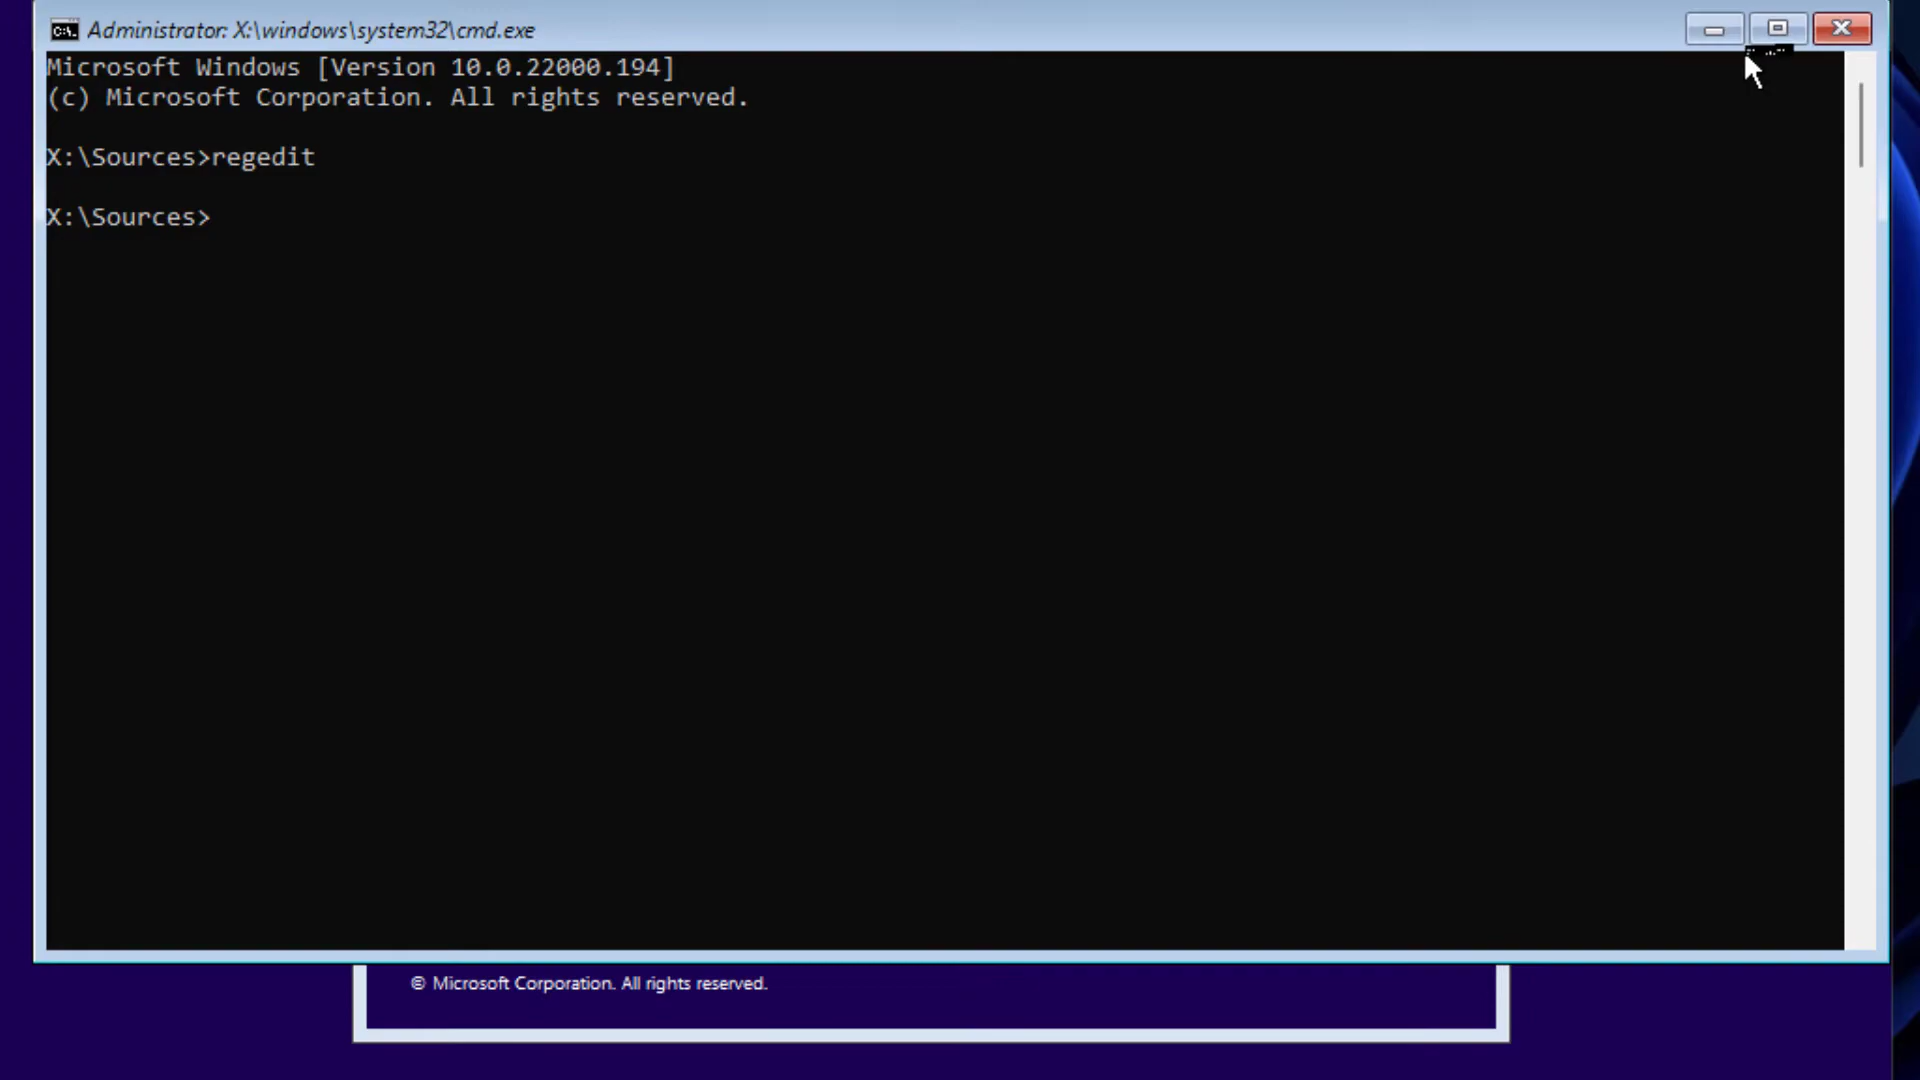 Administrator: X:\windows\system32\cmd.exe
Microsoft Windows [Version 10.0.22000.194]
(c) Microsoft Corporation. All rights reserved.
X:\Sources>regedit
X:\Sources>
© Microsoft Corporation. All rights reserved.